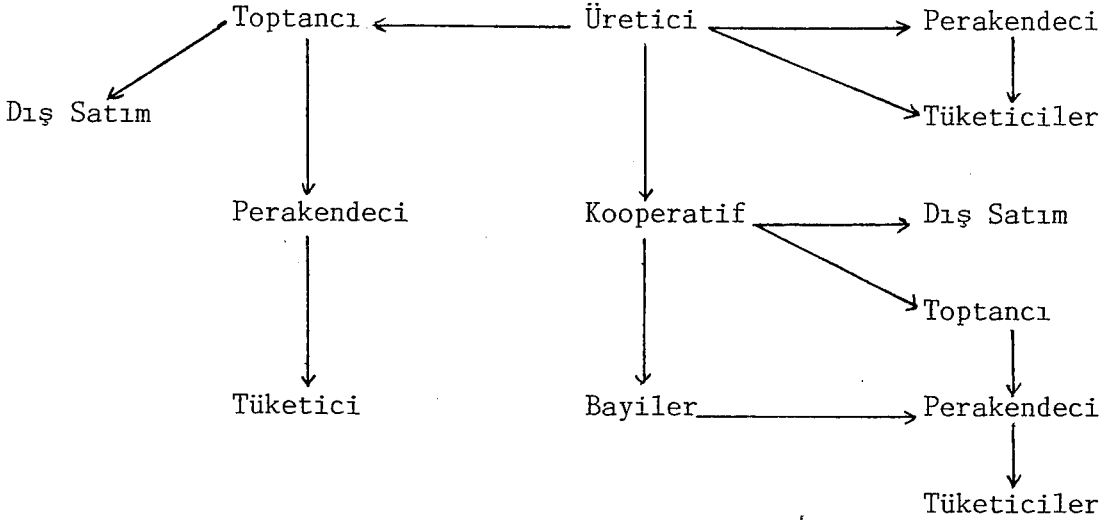 Toptancı Üretici Perakendeci
Dış Satım Tüketiciler
Perakendeci Kooperatif Dış Satım
Toptancı
Tüketici Bayiler Perakendeci
Tüketiciler